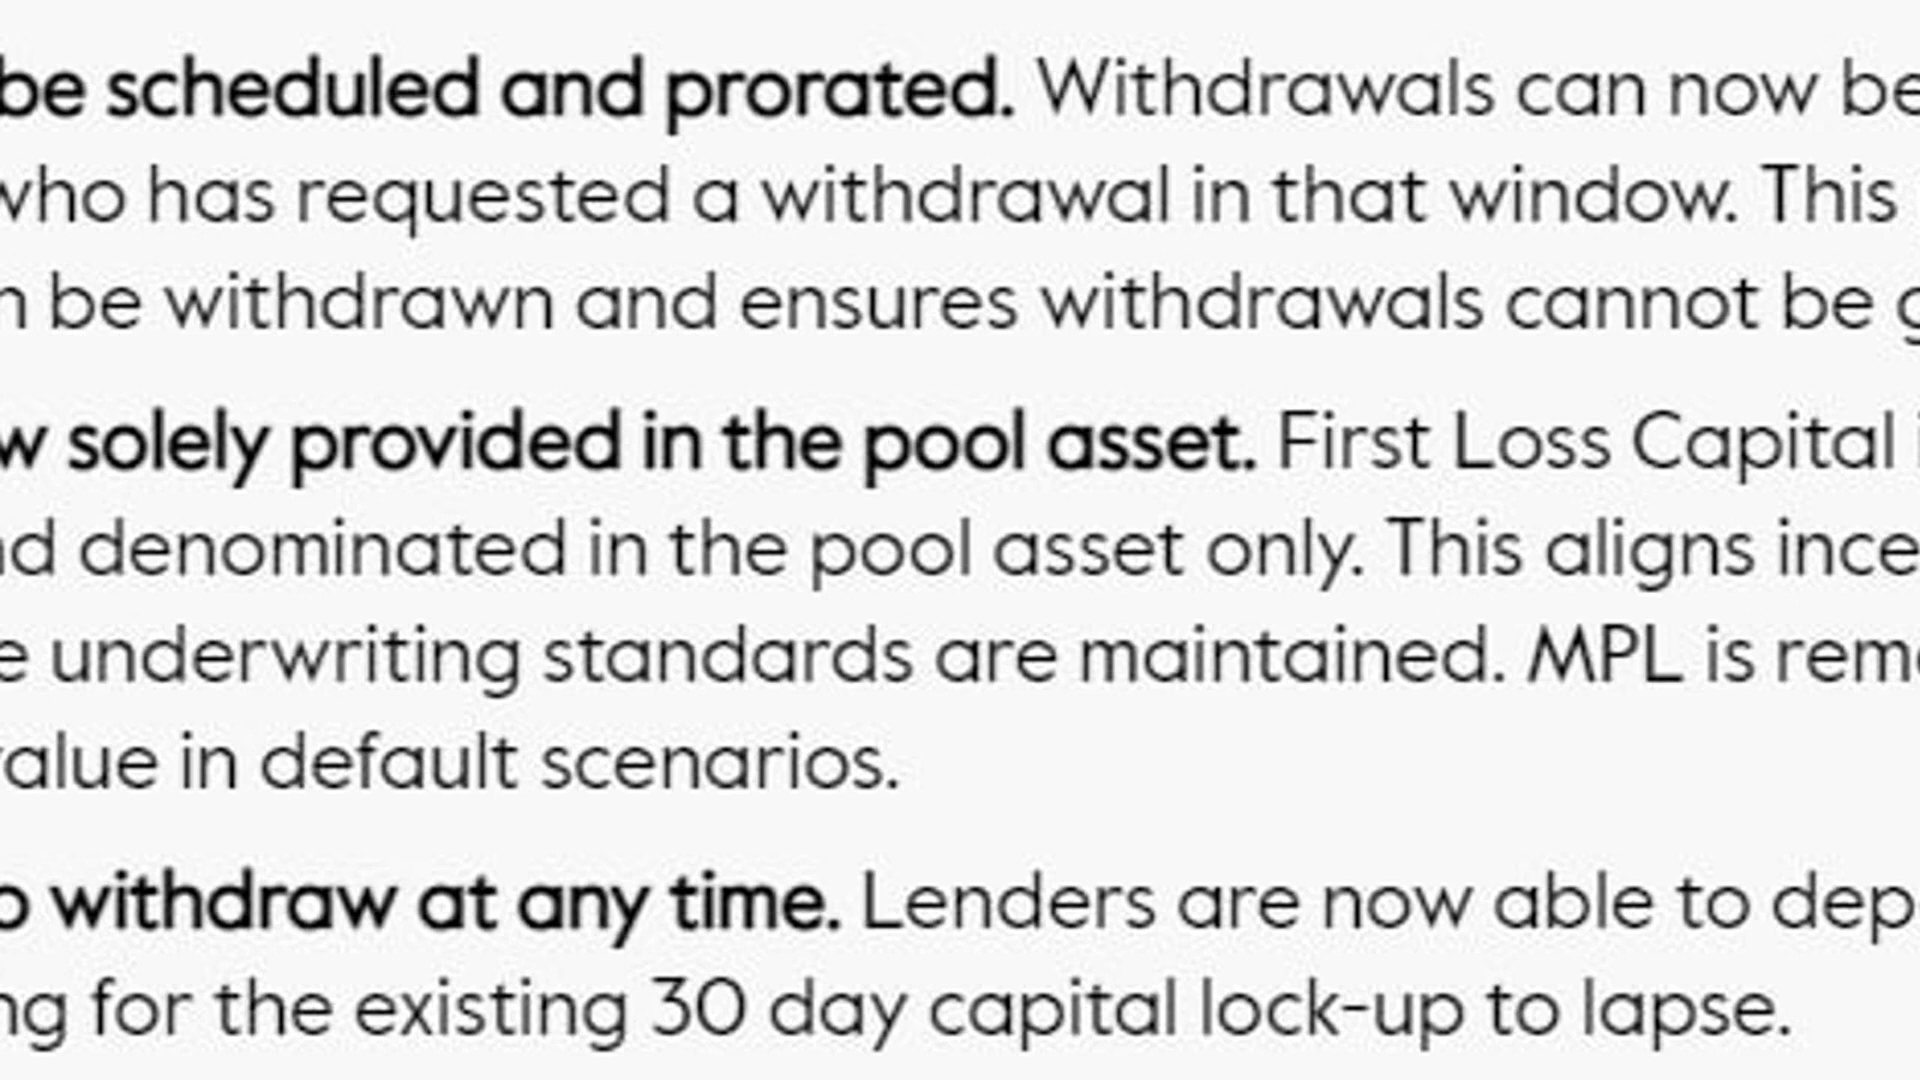 be scheduled and prorated. Withdrawals can now be
who has requested a withdrawal in that window. This
be withdrawn and ensures withdrawals cannot be
solely provided in the pool asset. First Loss Capital
denominated in the pool asset only. This aligns
underwriting standards are maintained. MPL is
value in default scenarios.
withdraw at any time. Lenders are now able to
for the existing 30 day capital lock-up to lapse.